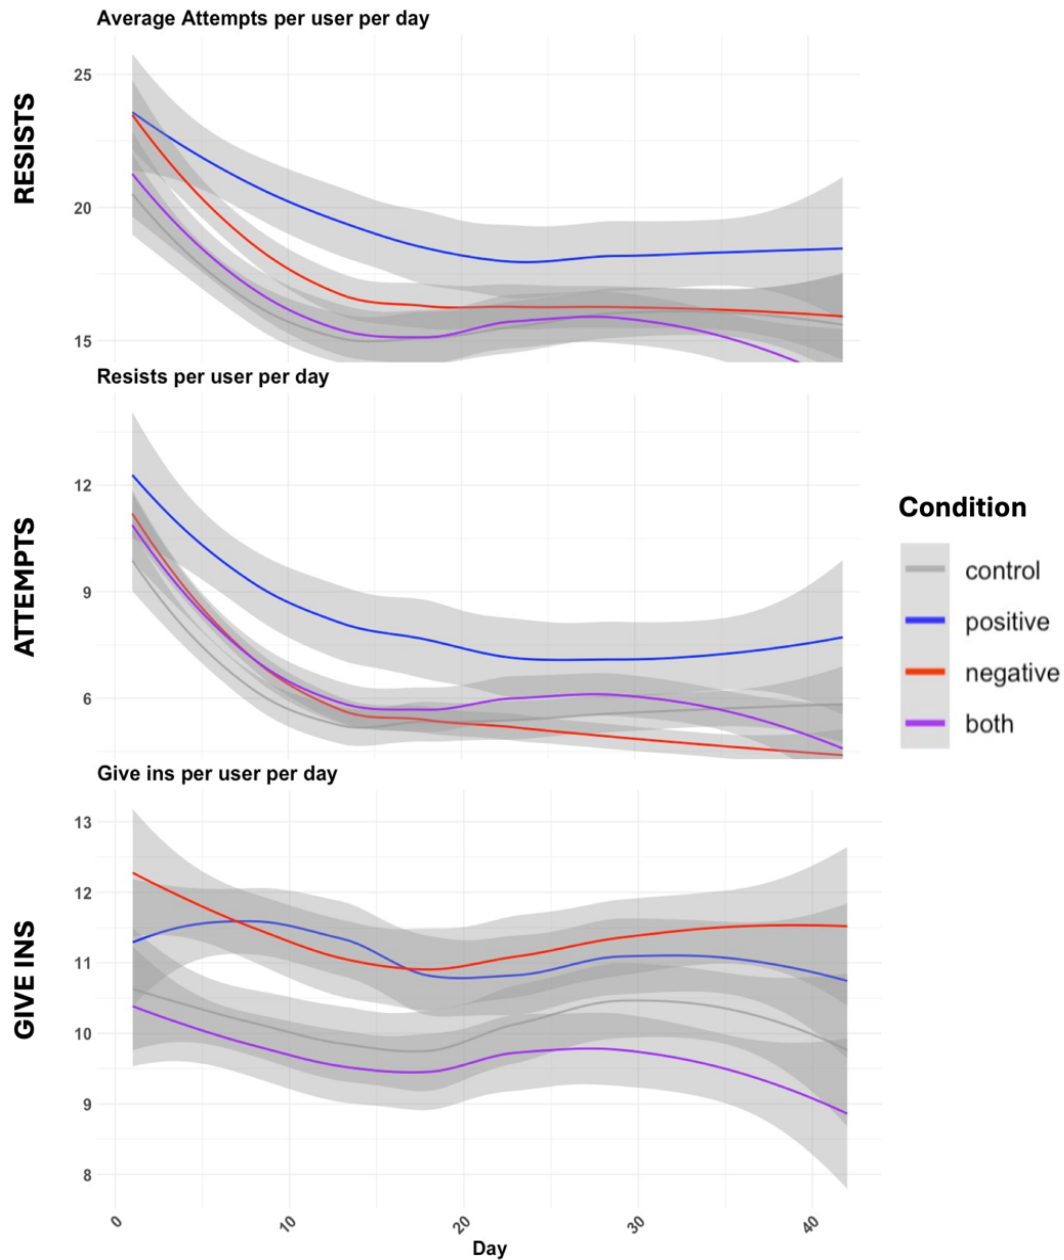 Average Attempts per user per day
RESISTS
25
20
15
Resists per user per day
ATTEMPTS
12
9
6
Condition
control
positive
negative
both
Give ins per user per day
GIVE INS
13
12
11
10
9
8
0
10
20
30
40
Day